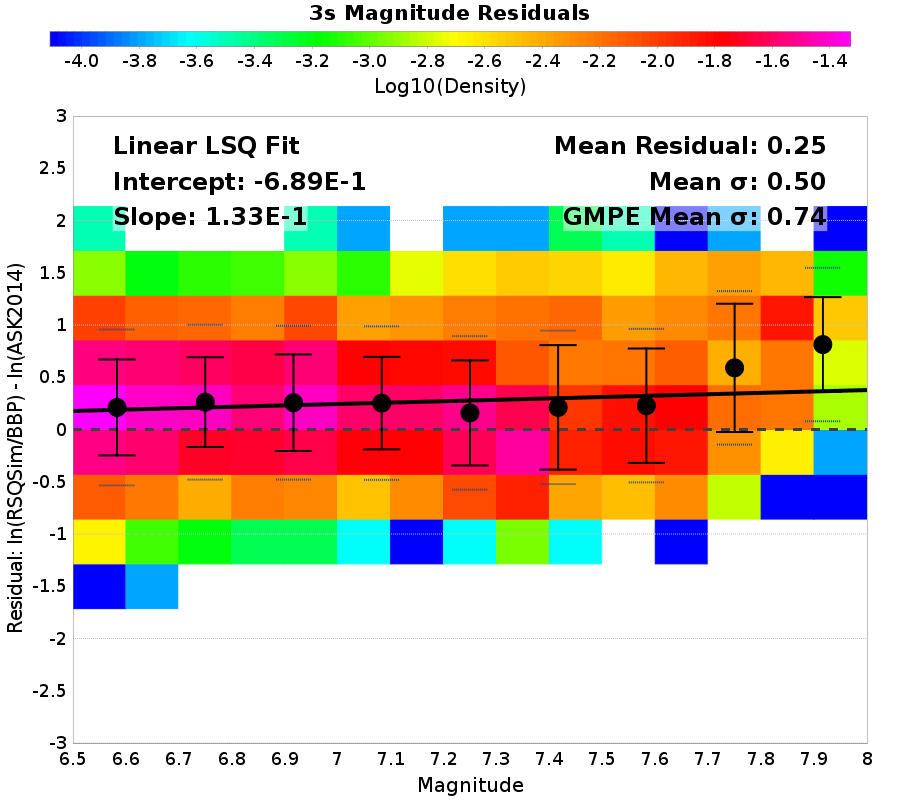 3s Magnitude Residuals
-4.0 -3.8 -3.6 -3.4 -3.2 -3.0 -2.8 -2.6 -2.4 -2.2 -2.0 -1.8 -1.6 -1.4
Log10(Density)
Linear LSQ Fit
Intercept: -6.89E-1
Slope: 1.33E-1
Mean Residual: 0.25
Mean σ: 0.50
GMPE Mean σ: 0.74
Residual: ln(RSQSim/BBP) - ln(ASK2014)
3
2.5
2
1.5
1
0.5
0
-0.5
-1
-1.5
-2
-2.5
-3
6.5 6.6 6.7 6.8 6.9 7 7.1 7.2 7.3 7.4 7.5 7.6 7.7 7.8 7.9 8
Magnitude